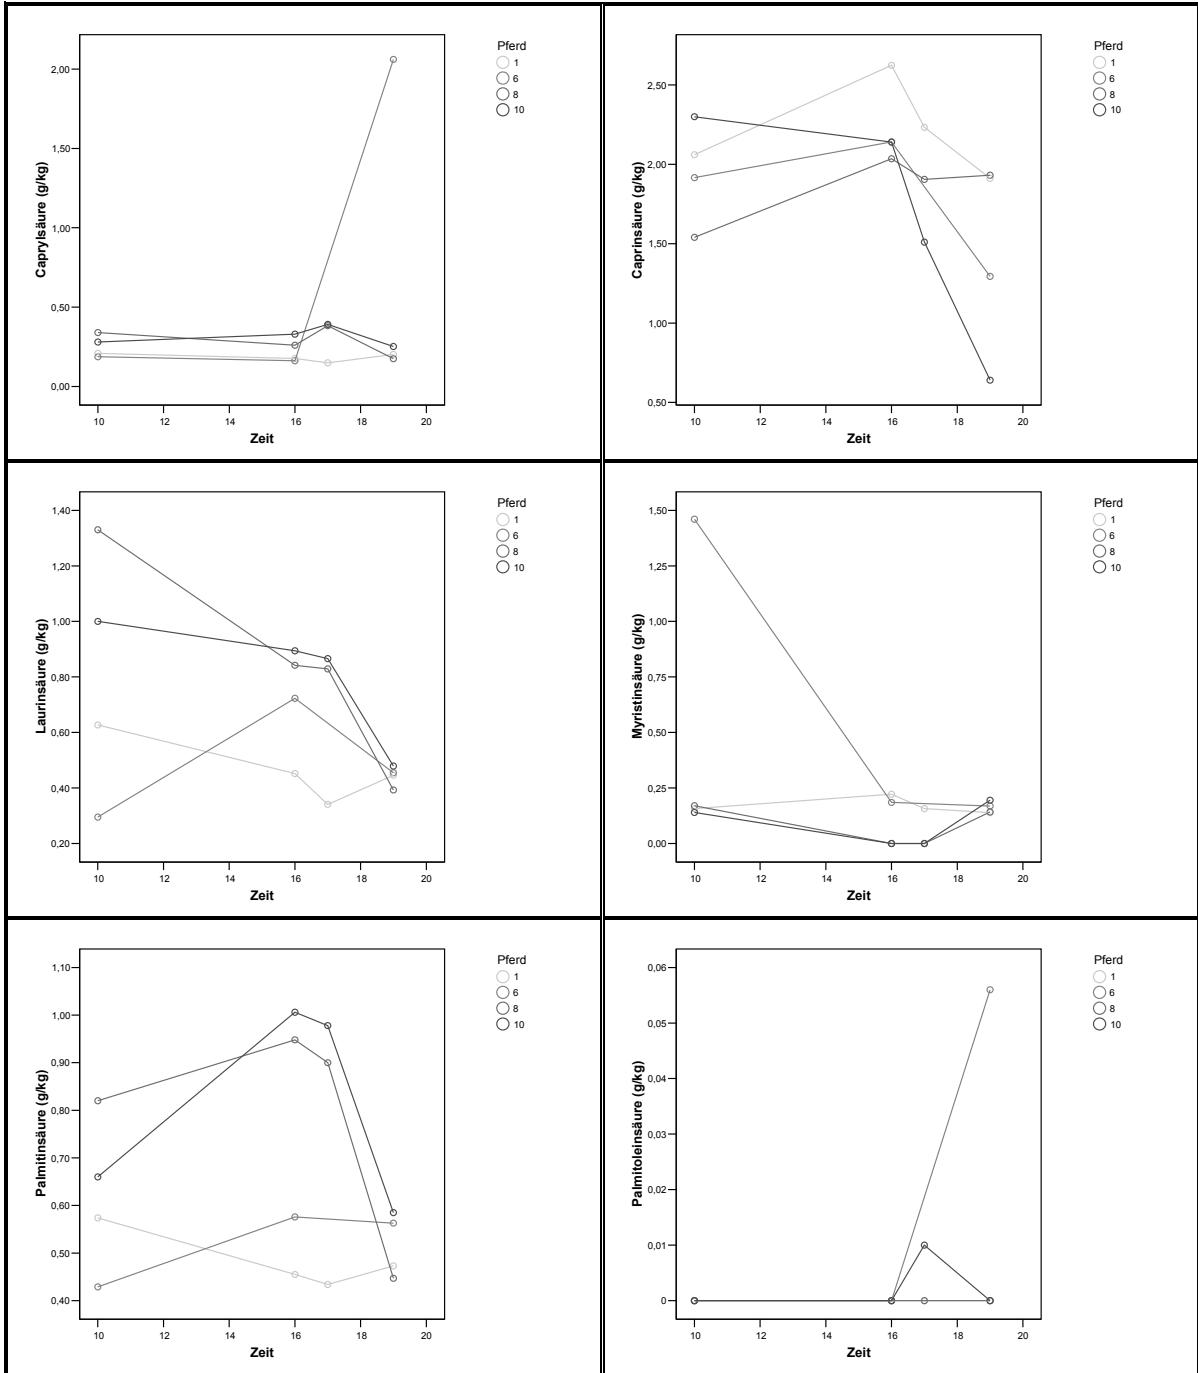 Caprylsäure (g/kg)
2,00
1,50
1,00
0,50
0,00
10 12 14 16 18 20
Zeit
Pferd
1
6
8
10
Caprinsäure (g/kg)
2,50
2,00
1,50
1,00
0,50
10 12 14 16 18 20
Zeit
Pferd
1
6
8
10
Laurinsäure (g/kg)
1,40
1,20
1,00
0,80
0,60
0,40
0,20
10 12 14 16 18 20
Zeit
Pferd
1
6
8
10
Myristinsäure (g/kg)
1,50
1,25
1,00
0,75
0,50
0,25
0,00
10 12 14 16 18 20
Zeit
Pferd
1
6
8
10
Palmitinsäure (g/kg)
1,10
1,00
0,90
0,80
0,70
0,60
0,50
0,40
10 12 14 16 18 20
Zeit
Pferd
1
6
8
10
Palmitoleinsäure (g/kg)
0,06
0,05
0,04
0,03
0,02
0,01
0
10 12 14 16 18 20
Zeit
Pferd
1
6
8
10